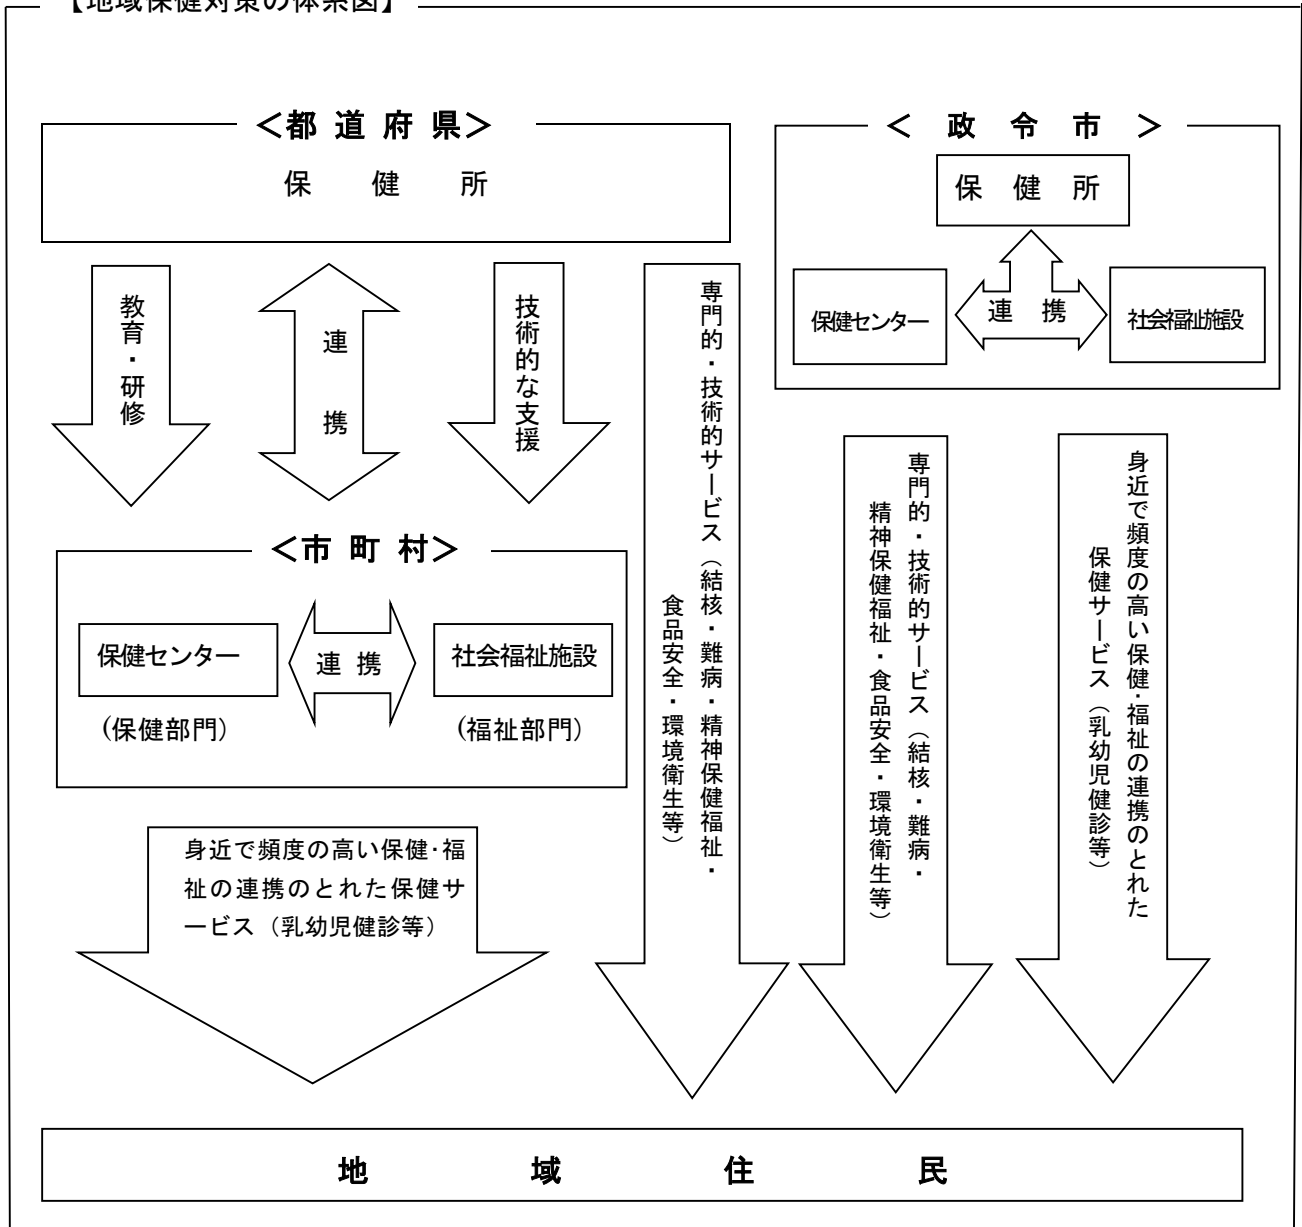 【地域保健対策の体系図】
＜都道府県＞
保健所
教育・研修
連携
技術的な支援
専門的・技術的サービス（結核・難病・精神保健福祉・
食品安全・環境衛生等）
＜市町村＞
保健センター
連携
社会福祉施設
(保健部門)
(福祉部門)
身近で頻度の高い保健・福
祉の連携のとれた保健サ
ービス（乳幼児健診等）
＜政令市＞
保健所
保健センター
連携
社会福祉施設
専門的・技術的サービス（結核・難病・
精神保健福祉・食品安全・環境衛生等）
身近で頻度の高い保健・福祉の連携のとれた
保健サービス（乳幼児健診等）
地域住民